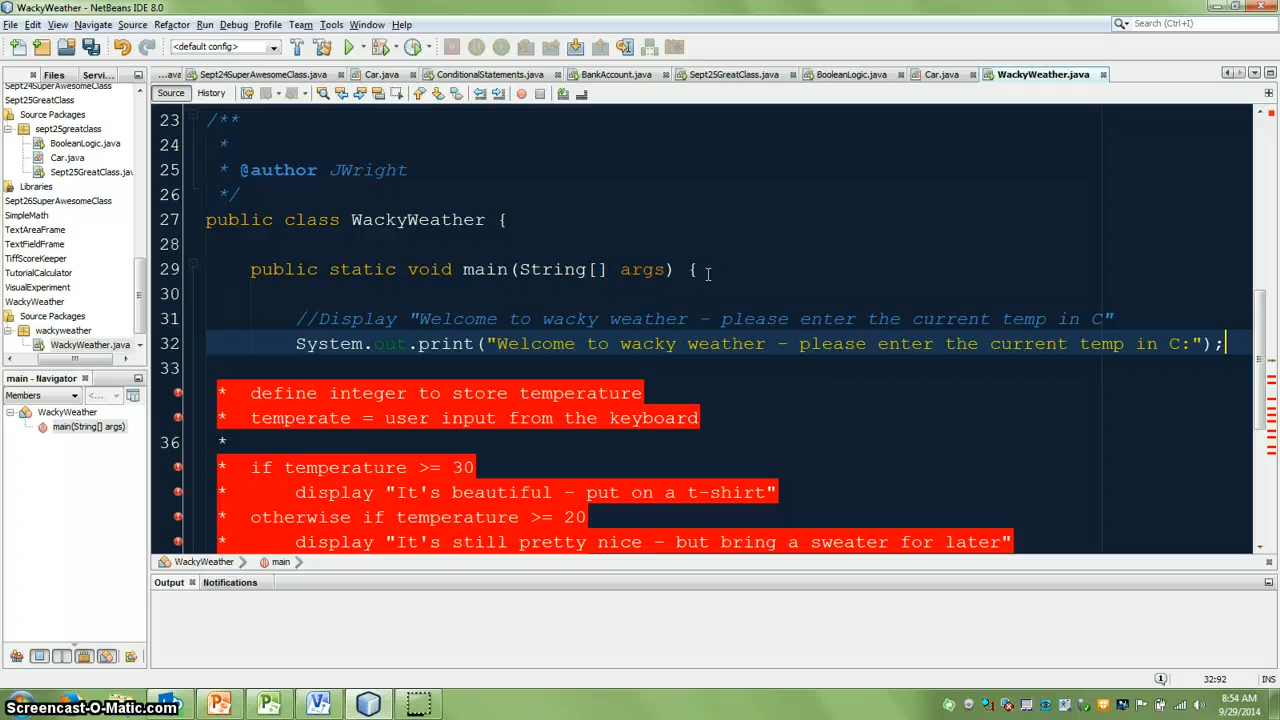 WackyWeather - NetBeans IDE 8.0
File Edit View Navigate Source Refactor Run Debug Profile Team Tools Window Help
Search (Ctrl+I)
<default config>
Files Servi...
...ava Sept24SuperAwesomeClass.java Car.java ConditionalStatements.java BankAccount.java Sept25GreatClass.java BooleanLogic.java Car.java WackyWeather.java
Source History
Sept24SuperAwesomeClass
Sept25GreatClass
Source Packages
sept25greatclass
BooleanLogic.java
Car.java
Sept25GreatClass.jav
Libraries
Sept26SuperAwesomeClass
SimpleMath
TextAreaFrame
TextFieldFrame
TiffScoreKeeper
TutorialCalculator
VisualExperiment
WackyWeather
Source Packages
wackyweather
WackyWeather.java
main - Navigator
Members <...
WackyWeather
main(String[] args)
23 /**
24 *
25 * @author JWright
26 */
27 public class WackyWeather {
28
29 public static void main(String[] args) {
30
31 //Display "Welcome to wacky weather - please enter the current temp in C"
32 System.out.print("Welcome to wacky weather - please enter the current temp in C:");
33
* define integer to store temperature
* temperate = user input from the keyboard
36 *
* if temperature >= 30
* display "It's beautiful - put on a t-shirt"
* otherwise if temperature >= 20
* display "It's still pretty nice - but bring a sweater for later"
WackyWeather main
Output Notifications
1 32:92 INS
Screencast-O-Matic.com
8:54 AM
9/29/2014